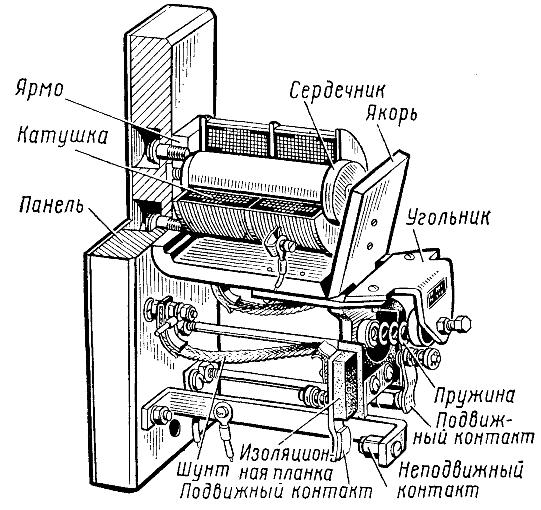 Ярмо
Катушка
Панель
Сердечник
Якорь
Угольник
Пружина
Подвиж-
ный контакт
Неподвижный
контакт
Изоляцион
ная планка
Шунт
Подвижный контакт